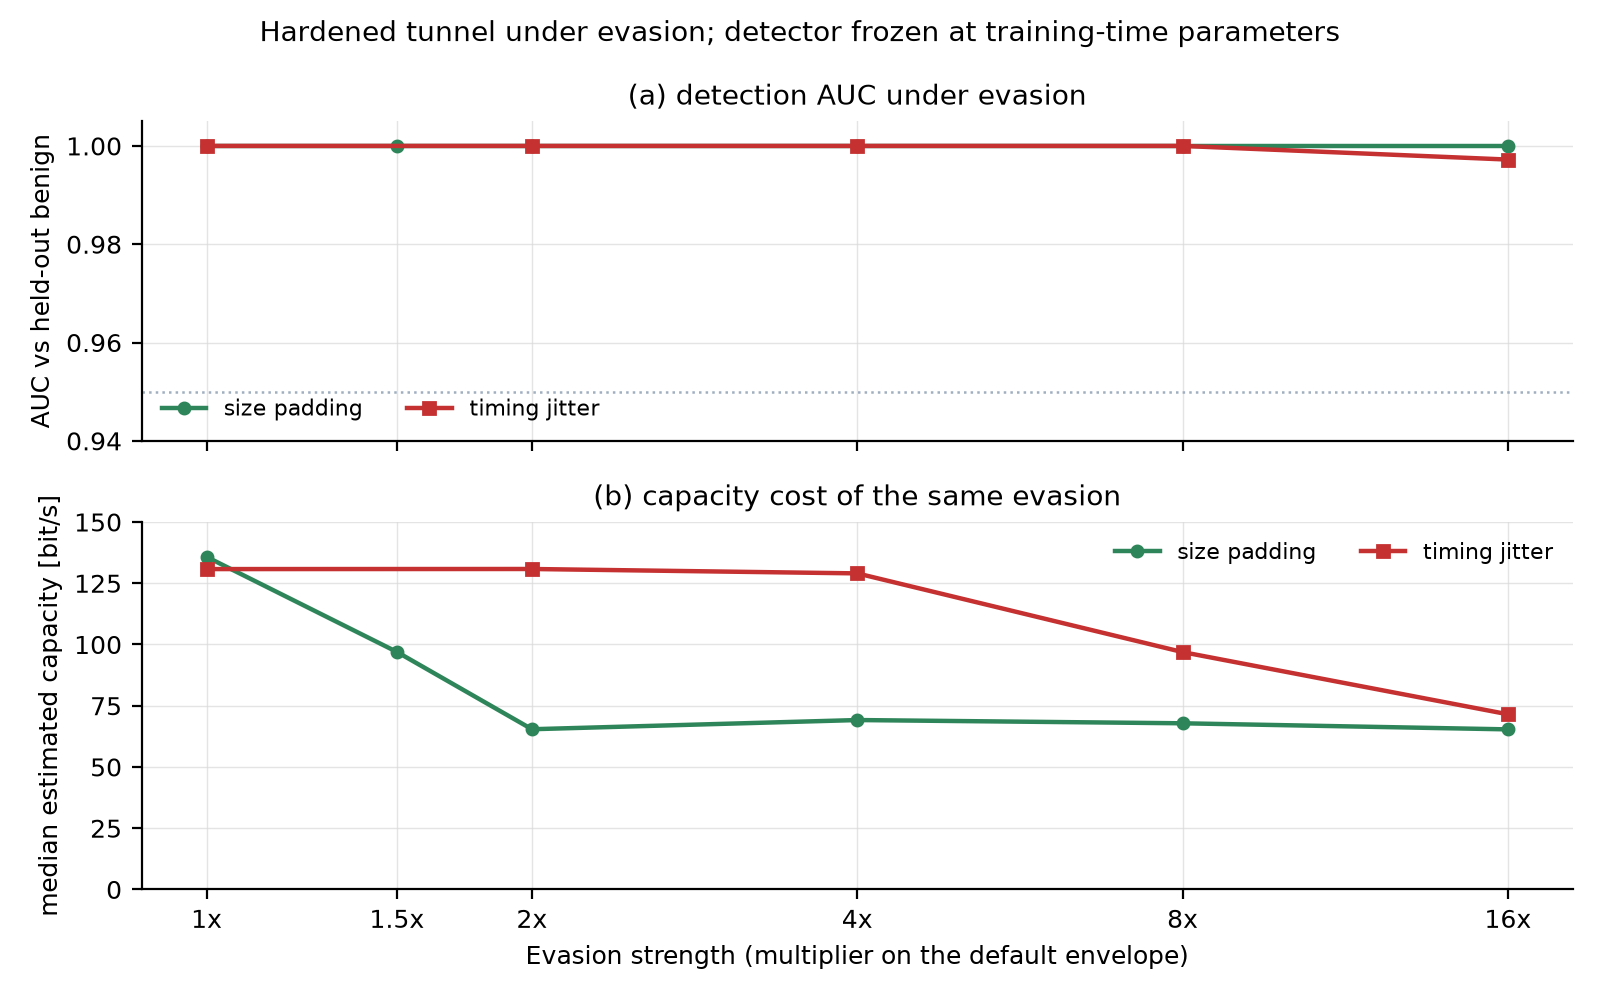 Hardened tunnel under evasion; detector frozen at training-time parameters
(a) detection AUC under evasion
AUC vs held-out benign
1.00
0.98
0.96
0.94
size padding
timing jitter
(b) capacity cost of the same evasion
median estimated capacity [bit/s]
150
125
100
75
50
25
0
size padding
timing jitter
1x 1.5x 2x 4x 8x 16x
Evasion strength (multiplier on the default envelope)